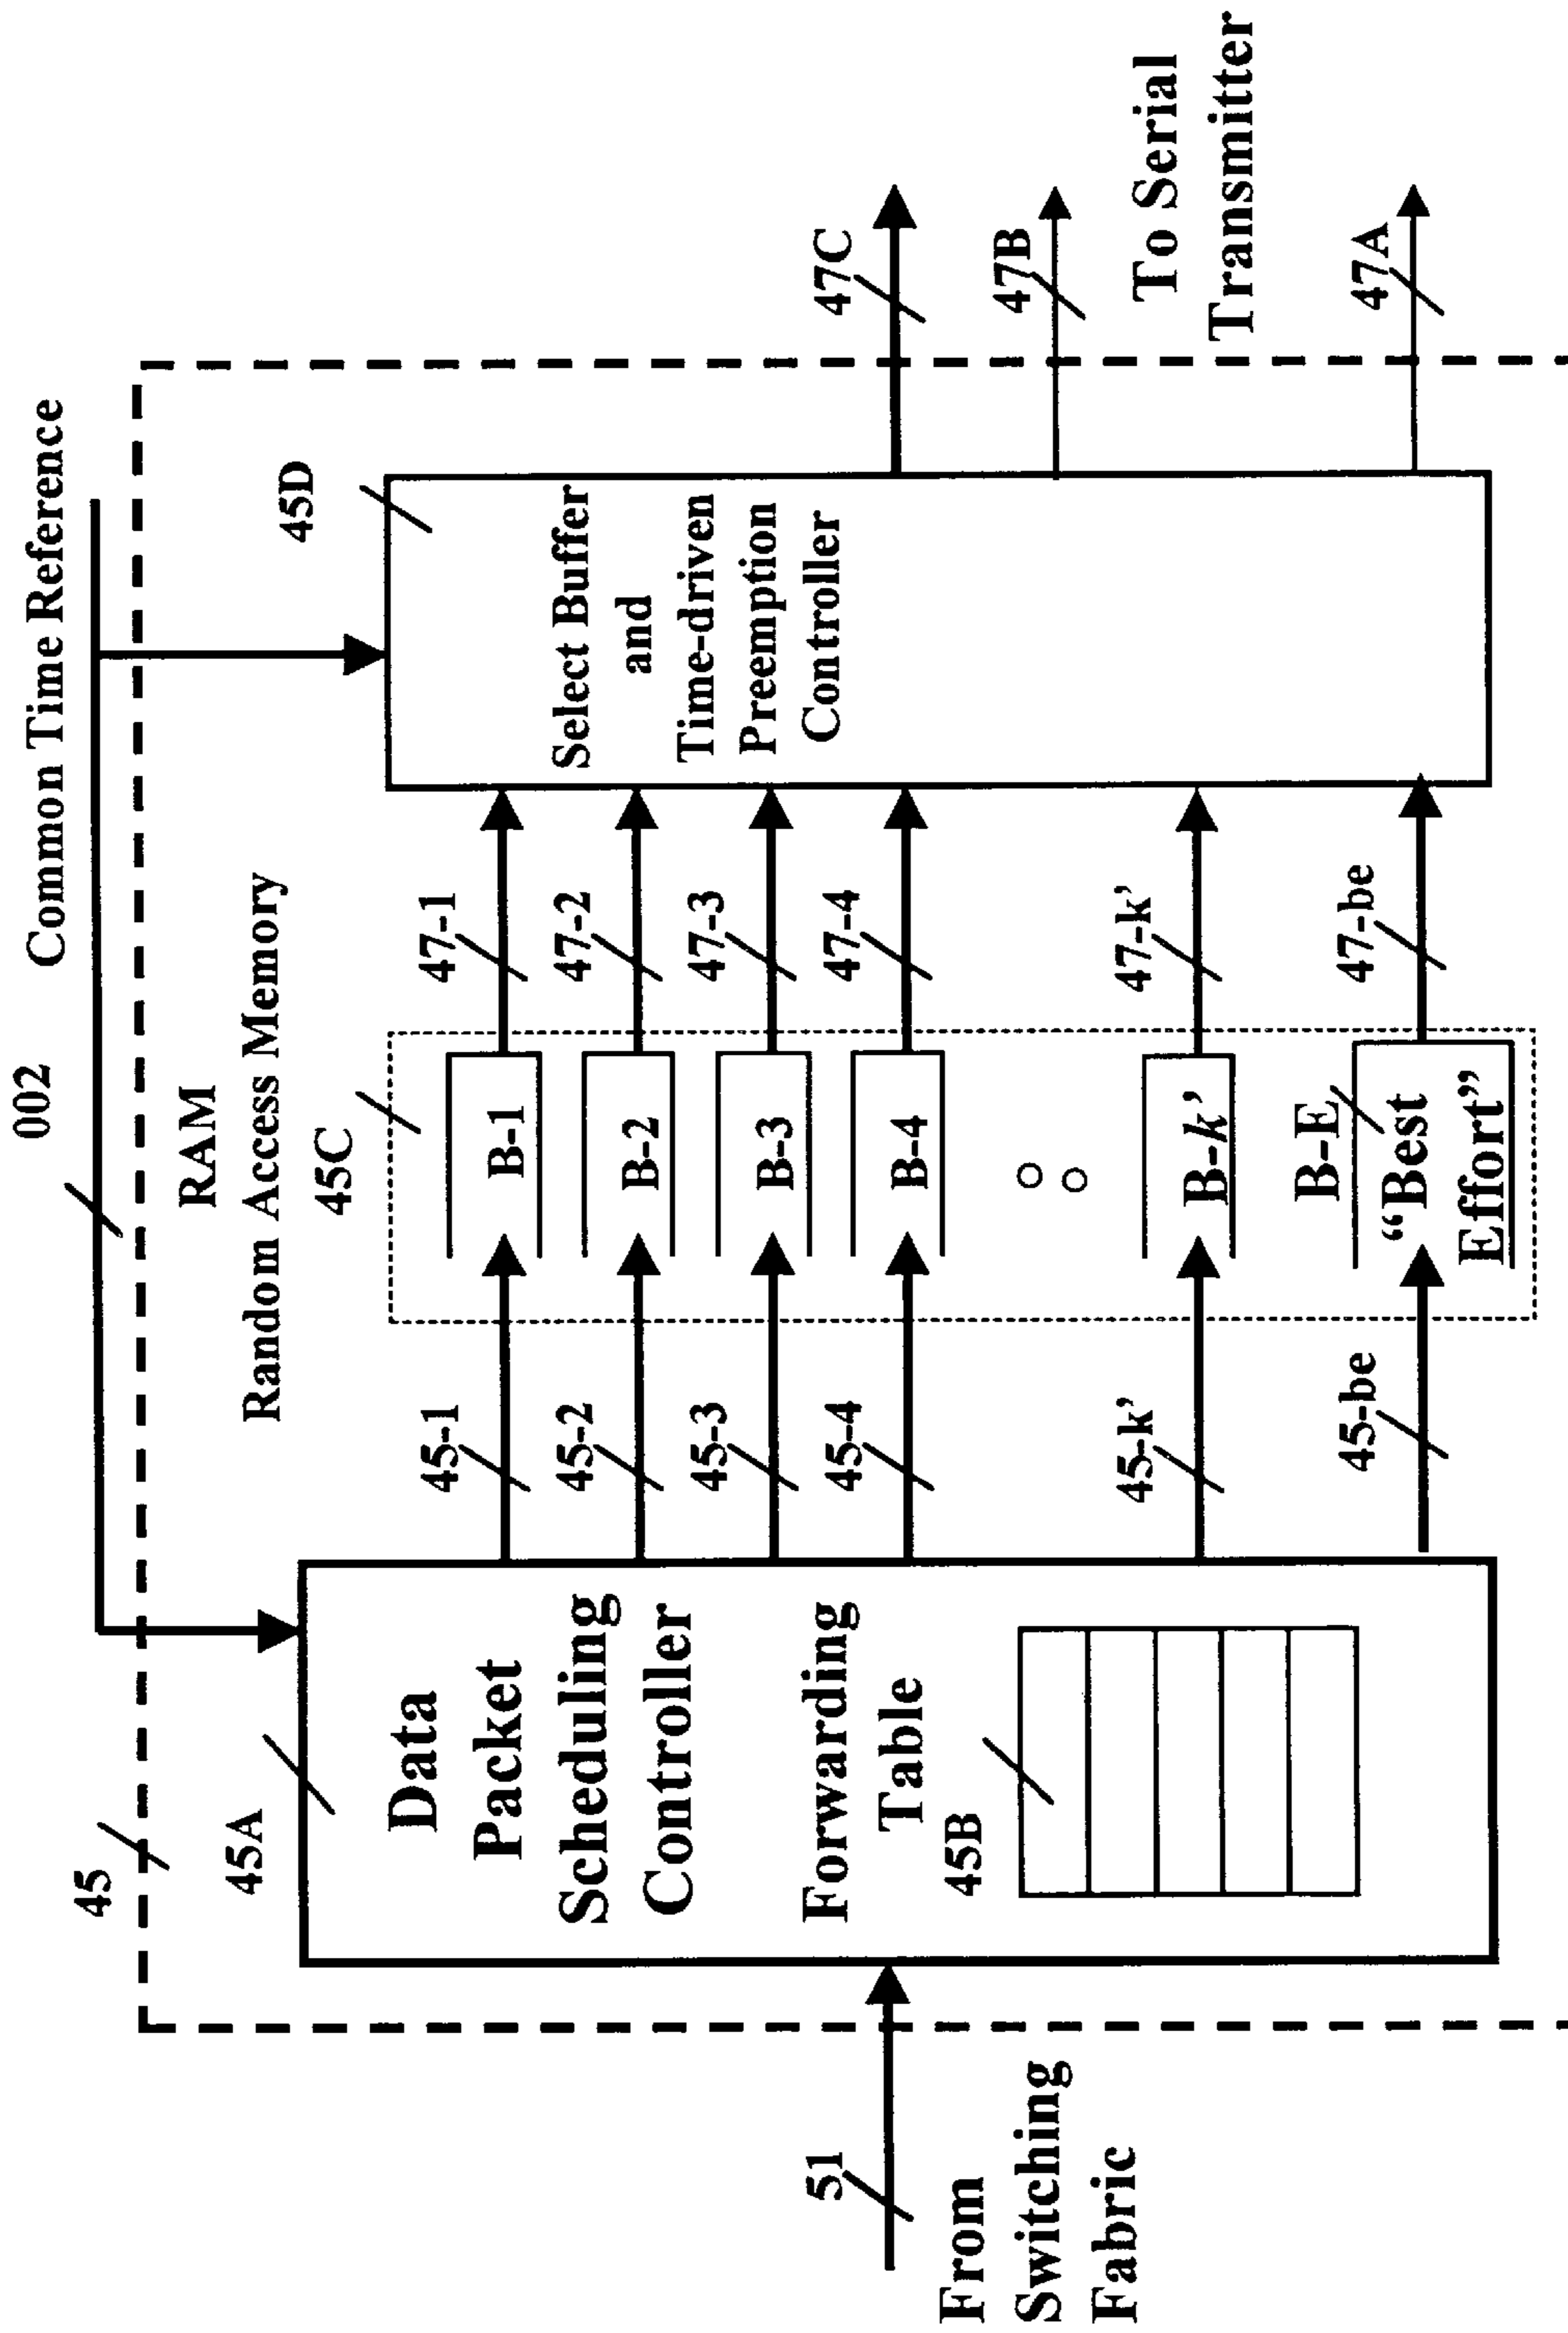 002
Common Time Reference
45
RAM
Random Access Memory
45A
45C
45D
Data
Packet
Scheduling
Controller
Forwarding
Table
45B
45-1
45-2
45-3
45-4
45-k’
45-be
B-1
B-2
B-3
B-4
B-k’
B-E
“Best
Effort”
47-1
47-2
47-3
47-4
47-k’
47-be
Select Buffer
and
Time-driven
Preemption
Controller
47C
47B
47A
To Serial
Transmitter
51
From
Switching
Fabric